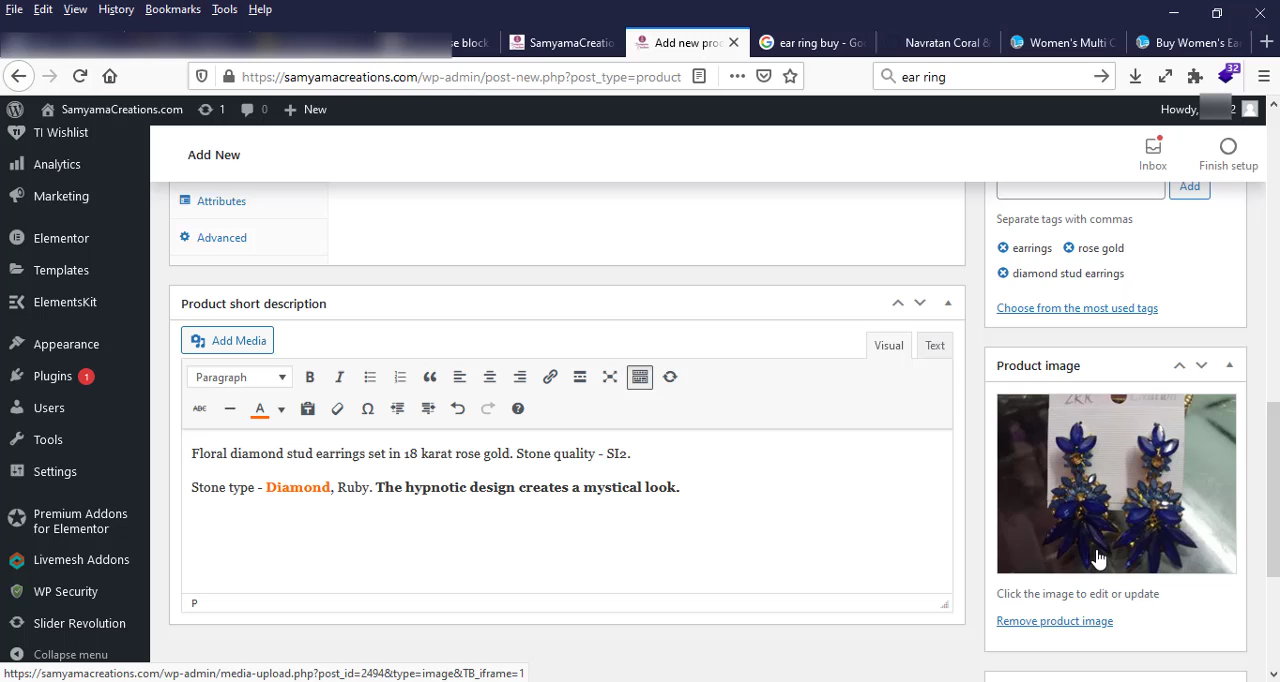 File Edit View History Bookmarks Tools Help
se block
SamyamaCreatio
Add new proc
ear ring buy - Go
Navratan Coral &
Women's Multi C
Buy Women's Ea
https://samyamacreations.com/wp-admin/post-new.php?post_type=product
ear ring
32
SamyamaCreations.com
1
0
New
Howdy, 2
TI Wishlist
Analytics
Marketing
Elementor
Templates
ElementsKit
Appearance
Plugins 1
Users
Tools
Settings
Premium Addons
for Elementor
Livemesh Addons
WP Security
Slider Revolution
Collapse menu
Add New
Inbox
Finish setup
Attributes
Advanced
Product short description
Add Media
Visual
Text
Paragraph
B I
ABC A
Floral diamond stud earrings set in 18 karat rose gold. Stone quality - SI2.
Stone type - Diamond, Ruby. The hypnotic design creates a mystical look.
P
Add
Separate tags with commas
earrings
rose gold
diamond stud earrings
Choose from the most used tags
Product image
Click the image to edit or update
Remove product image
https://samyamacreations.com/wp-admin/media-upload.php?post_id=2494&type=image&TB_iframe=1